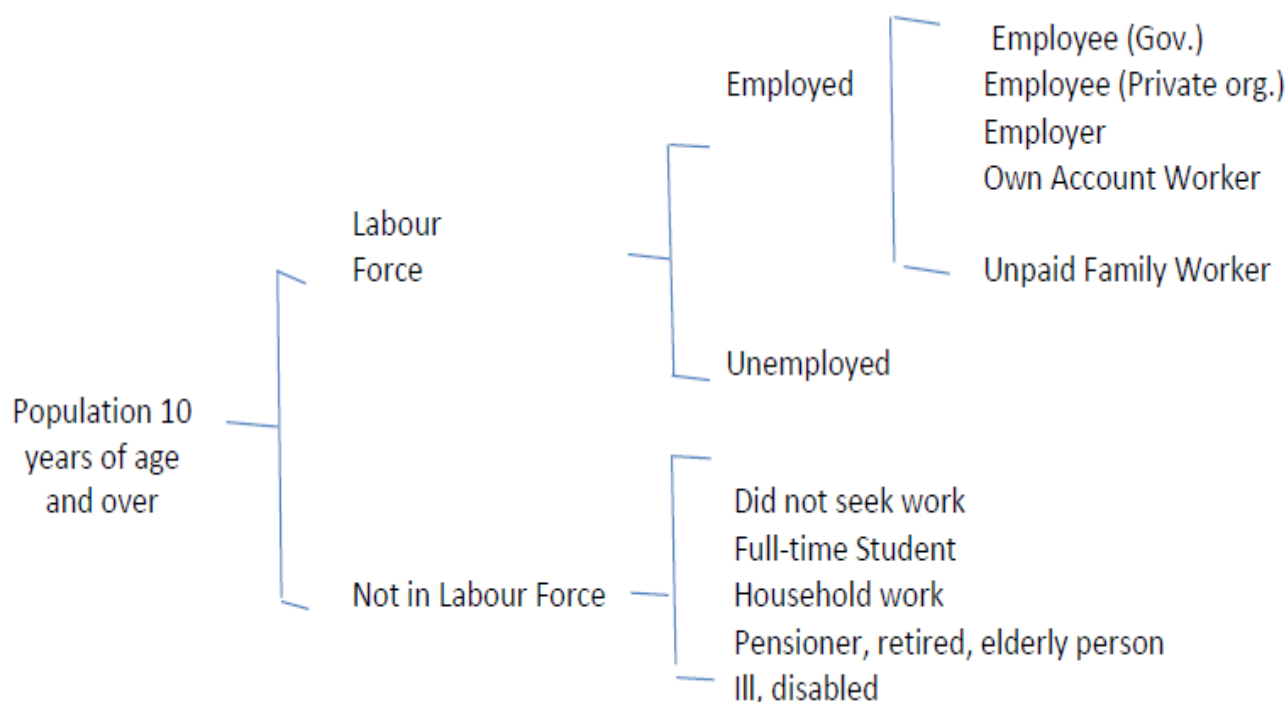 Population 10
years of age
and over
Labour
Force
Employed
Employee (Gov.)
Employee (Private org.)
Employer
Own Account Worker
Unpaid Family Worker
Unemployed
Not in Labour Force
Did not seek work
Full-time Student
Household work
Pensioner, retired, elderly person
Ill, disabled